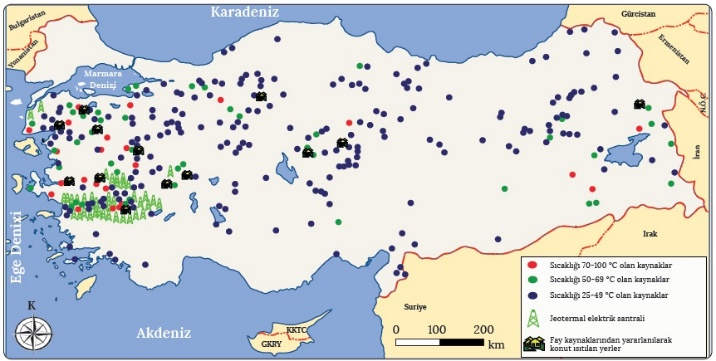 Bulgaristan
Karadeniz
Gürcistan
Yunanistan
Ermenistan
Marmara
Denizi
N.Ö.C.
İran
Ege Denixi
Irak
Suriye
Akdeniz
K
KKTC
GKRY
0 100 200
km
Sıcaklığı 70-100 °C olan kaynaklar
Sıcaklığı 50-69 °C olan kaynaklar
Sıcaklığı 25-49 °C olan kaynaklar
Jeotermal elektrik santrali
Fay kaynaklarından yararlanılarak
konut ısıtılan yerler